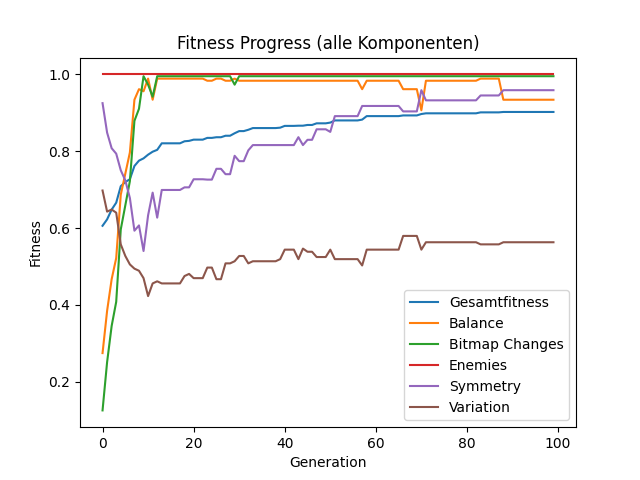 Fitness Progress (alle Komponenten)
1.0
0.8
0.6
0.4
0.2
Fitness
Gesamtfitness
Balance
Bitmap Changes
Enemies
Symmetry
Variation
0 20 40 60 80 100
Generation